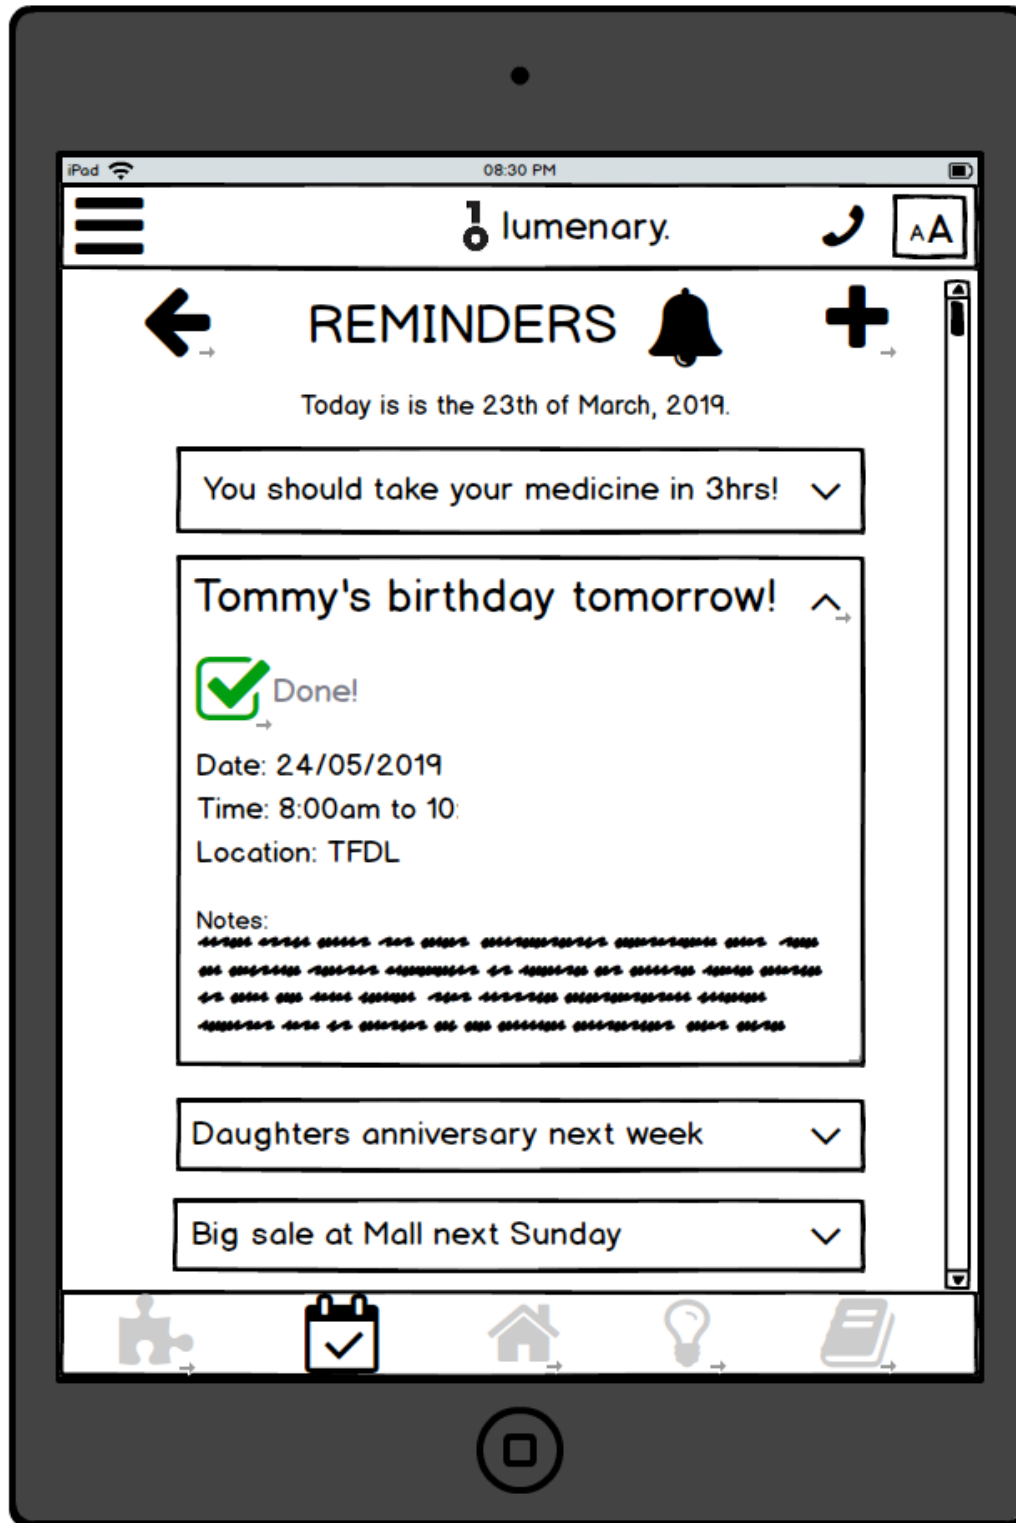 iPad 08:30 PM
lumenary. AA
REMINDERS
Today is is the 23th of March, 2019.
You should take your medicine in 3hrs!
Tommy's birthday tomorrow!
Done!
Date: 24/05/2019
Time: 8:00am to 10:
Location: TFDL
Notes:
Daughters anniversary next week
Big sale at Mall next Sunday